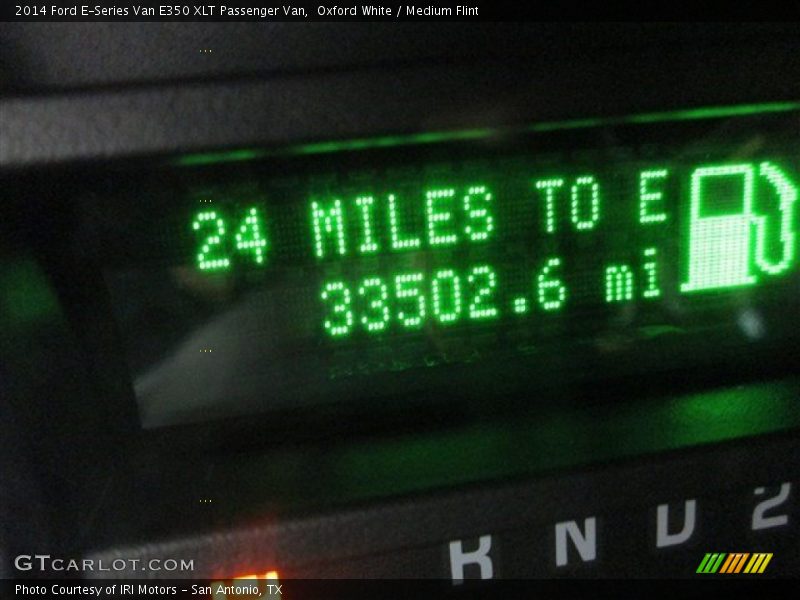 2014 Ford E-Series Van E350 XLT Passenger Van,  Oxford White / Medium Flint
24 MILES TO E
33502.6 mi
R N D 2
GTCARLOT.COM
Photo Courtesy of IRI Motors - San Antonio, TX